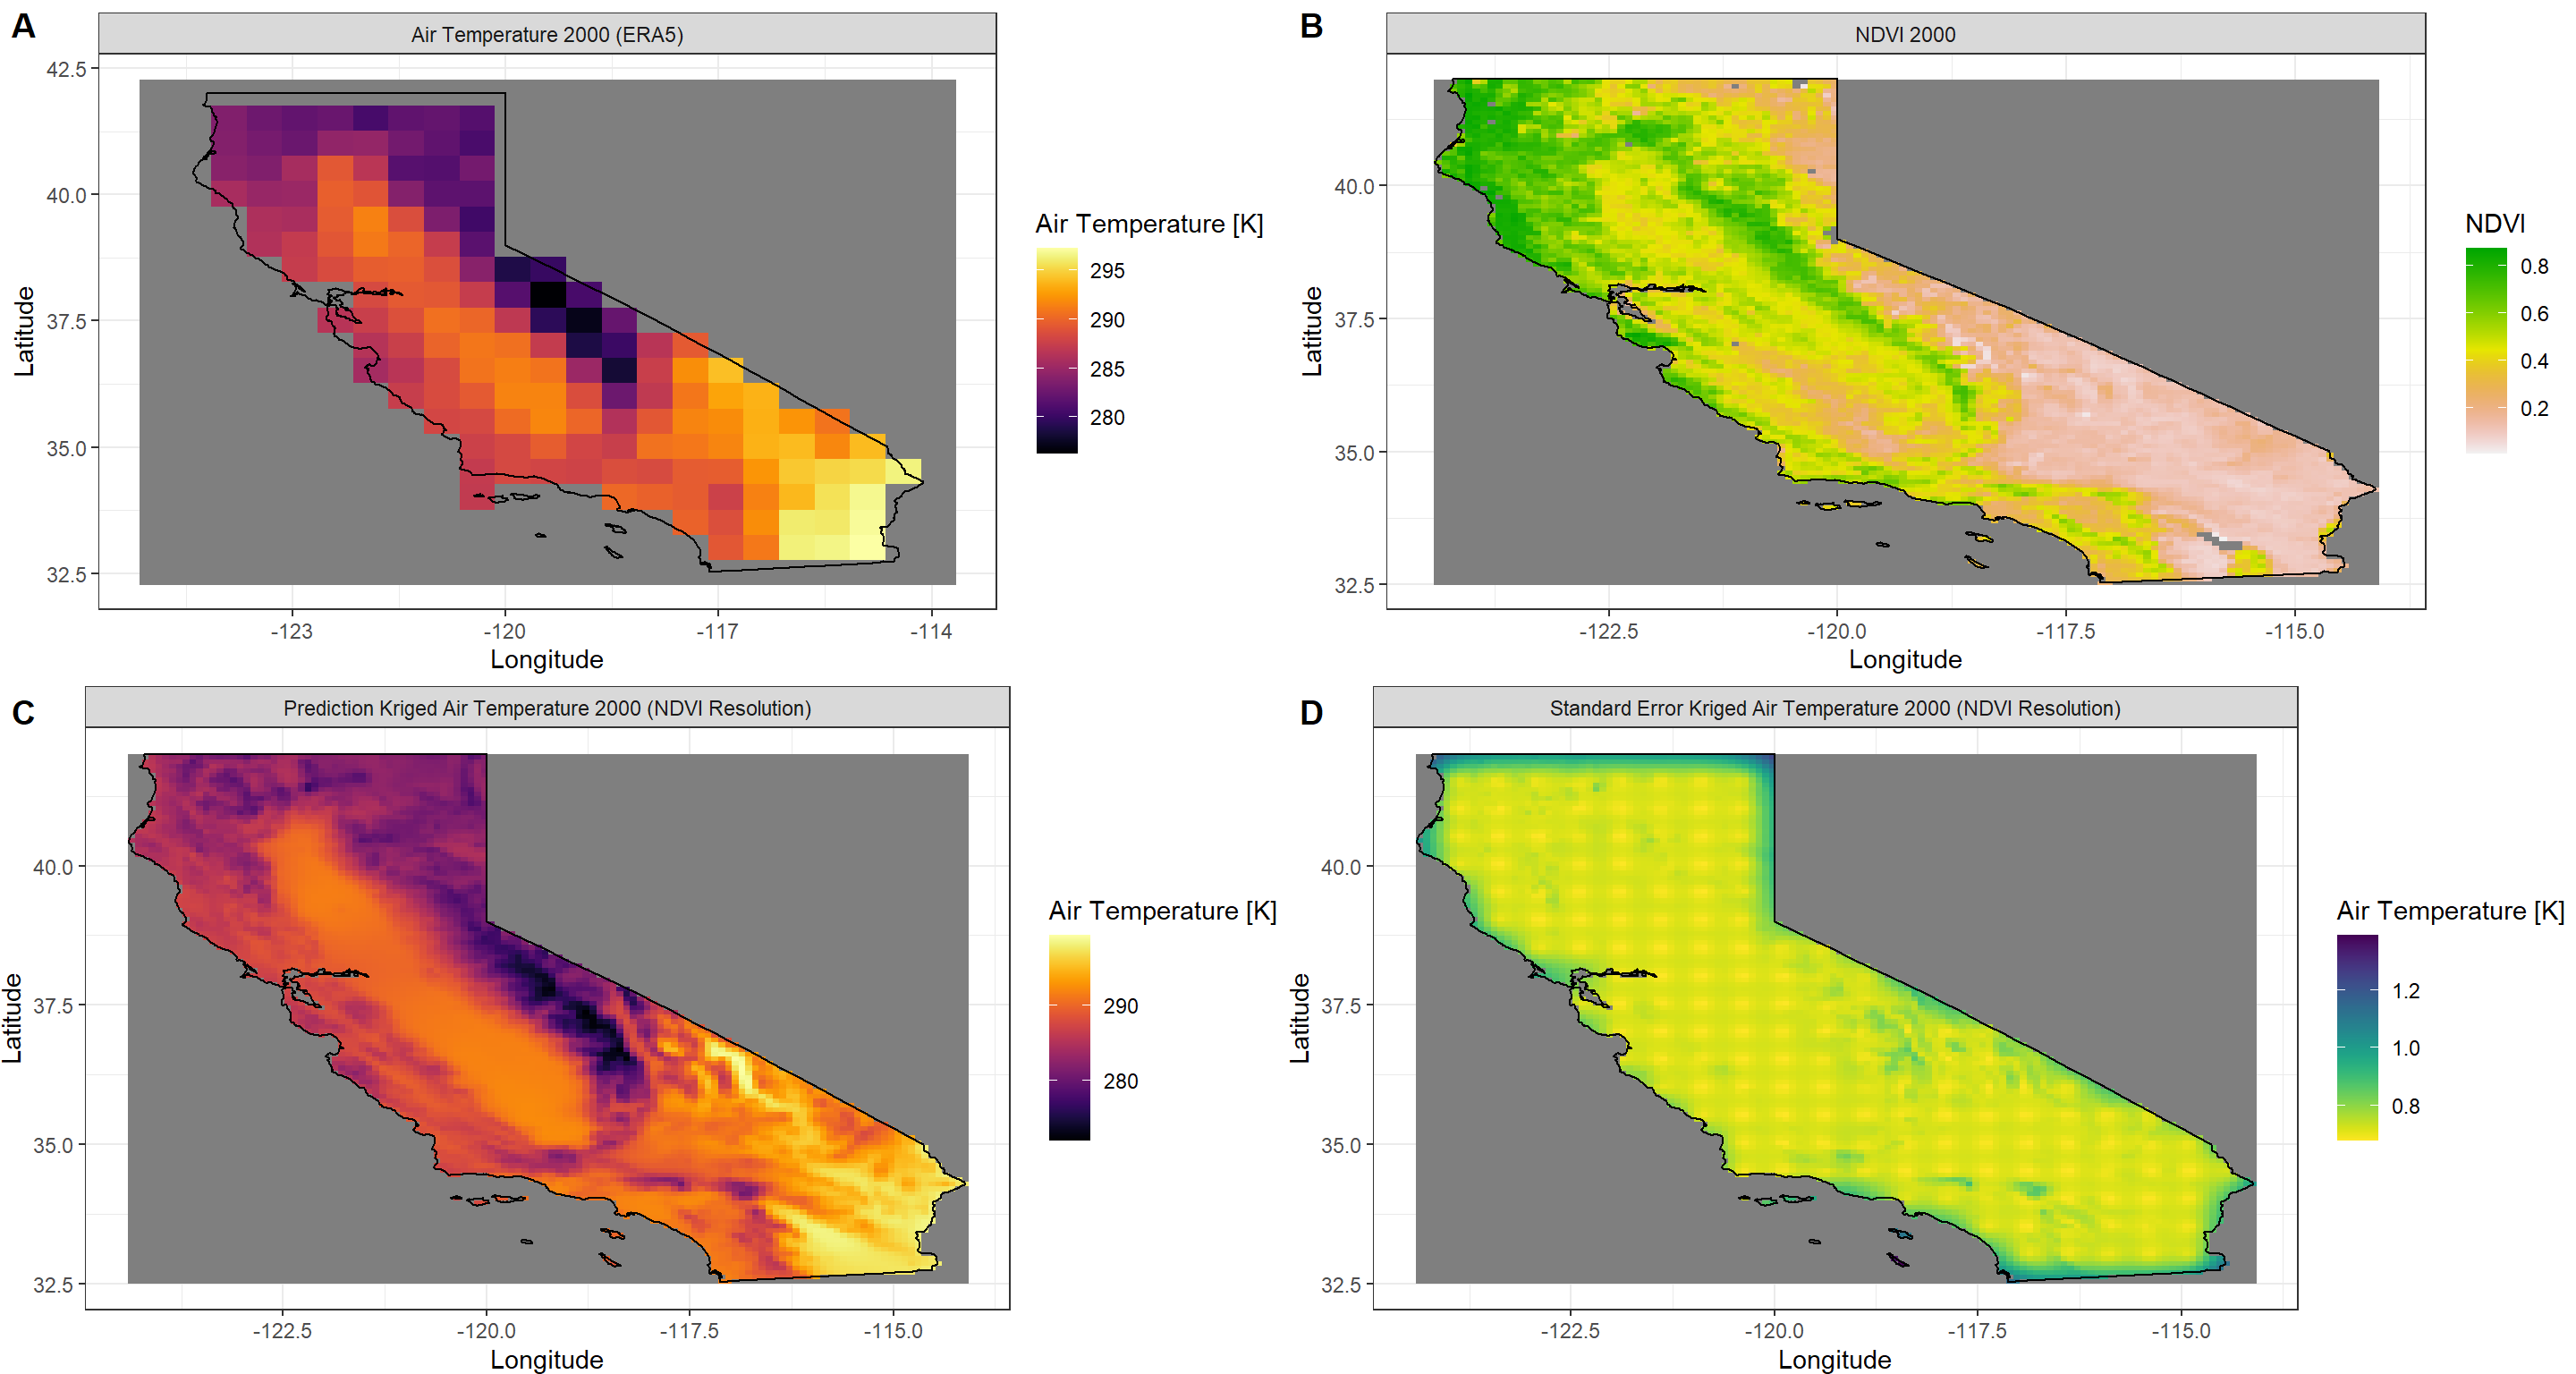 A
Air Temperature 2000 (ERA5)
42.5
40.0
37.5
35.0
32.5
Latitude
-123
-120
-117
-114
Longitude
Air Temperature [K]
295
290
285
280
B
NDVI 2000
40.0
37.5
35.0
32.5
Latitude
-122.5
-120.0
-117.5
-115.0
Longitude
NDVI
0.8
0.6
0.4
0.2
C
Prediction Kriged Air Temperature 2000 (NDVI Resolution)
40.0
37.5
35.0
32.5
Latitude
-122.5
-120.0
-117.5
-115.0
Longitude
Air Temperature [K]
290
280
D
Standard Error Kriged Air Temperature 2000 (NDVI Resolution)
40.0
37.5
35.0
32.5
Latitude
-122.5
-120.0
-117.5
-115.0
Longitude
Air Temperature [K]
1.2
1.0
0.8